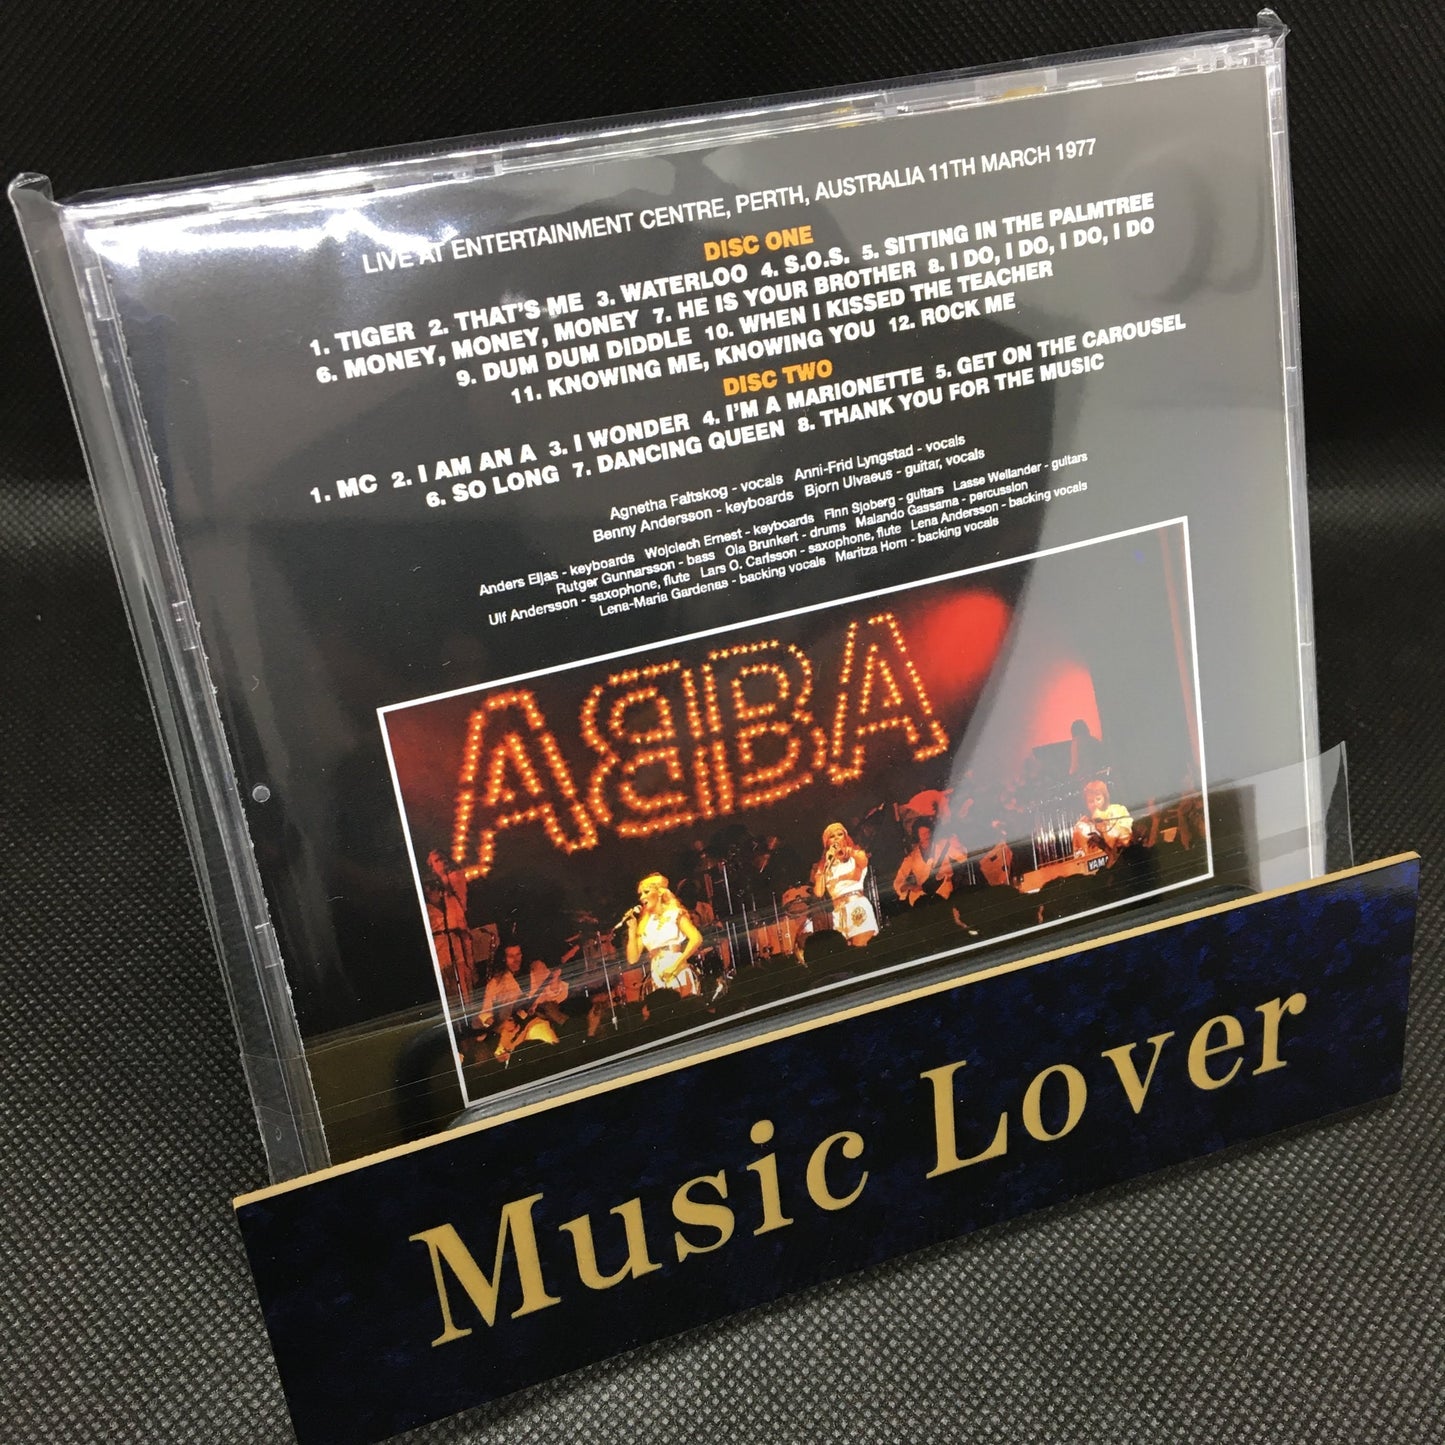 LIVE AT ENTERTAINMENT CENTRE, PERTH, AUSTRALIA 11TH MARCH 1977
DISC ONE
1. TIGER 2. THAT'S ME 3. WATERLOO 4. S.O.S. 5. SITTING IN THE PALMTREE
6. MONEY, MONEY, MONEY 7. HE IS YOUR BROTHER 8. I DO, I DO, I DO, I DO
9. DUM DUM DIDDLE 10. WHEN I KISSED THE TEACHER
11. KNOWING ME, KNOWING YOU 12. ROCK ME
DISC TWO
1. MC 2. I AM AN A 3. I WONDER 4. I'M A MARIONETTE 5. GET ON THE CAROUSEL
6. SO LONG 7. DANCING QUEEN 8. THANK YOU FOR THE MUSIC
Agnetha Faltskog - vocals Anni-Frid Lyngstad - vocals
Benny Andersson - keyboards Bjorn Ulvaeus - guitar, vocals
Anders Eljas - keyboards Wojciech Ernest - keyboards Finn Sjoberg - guitars Lasse Wellander - guitars
Rutger Gunnarsson - bass Ola Brunkert - drums Malando Gassama - percussion
Ulf Andersson - saxophone, flute Lars O. Carlsson - saxophone, flute Lena Andersson - backing vocals
Lena-Maria Gardenas - backing vocals Maritza Horn - backing vocals
ABBA
YAM
Music Lover